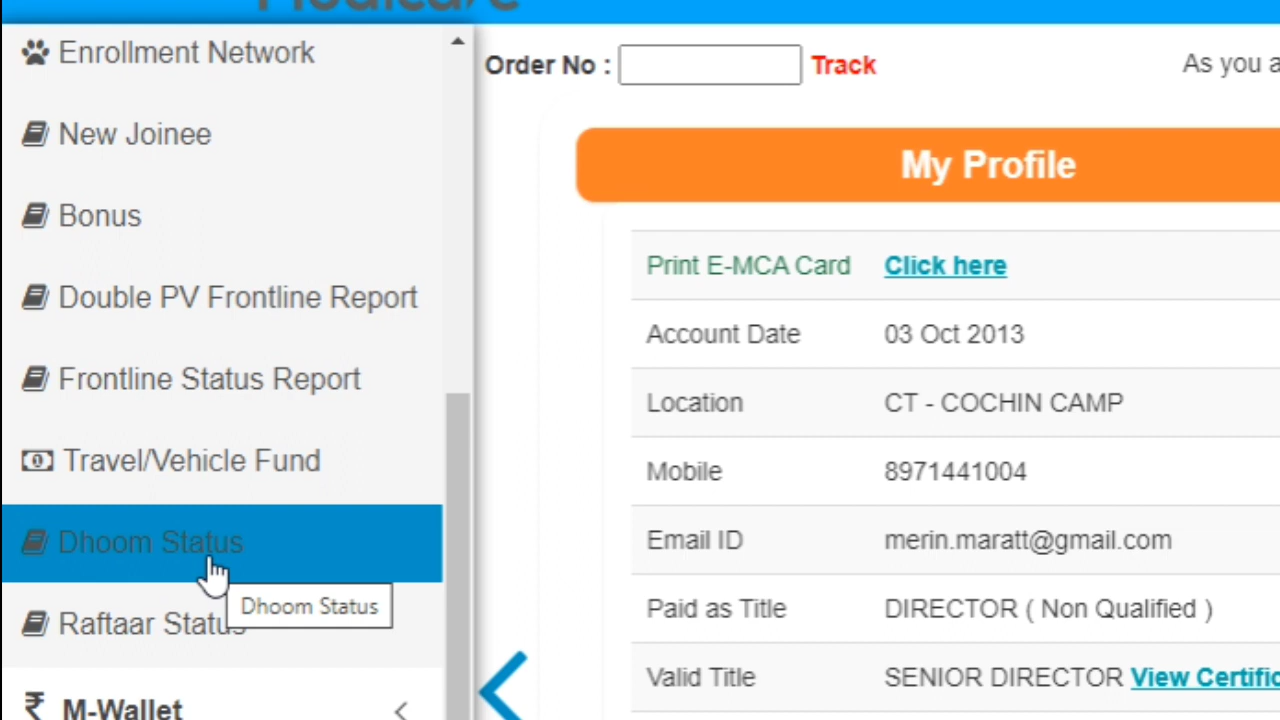 Enrollment Network
New Joinee
Bonus
Double PV Frontline Report
Frontline Status Report
Travel/Vehicle Fund
Dhoom Status
Dhoom Status
Raftaar Status
₹ M-Wallet
Order No : Track
As you a
My Profile
Print E-MCA Card Click here
Account Date 03 Oct 2013
Location CT - COCHIN CAMP
Mobile 8971441004
Email ID merin.maratt@gmail.com
Paid as Title DIRECTOR ( Non Qualified )
Valid Title SENIOR DIRECTOR View Certific